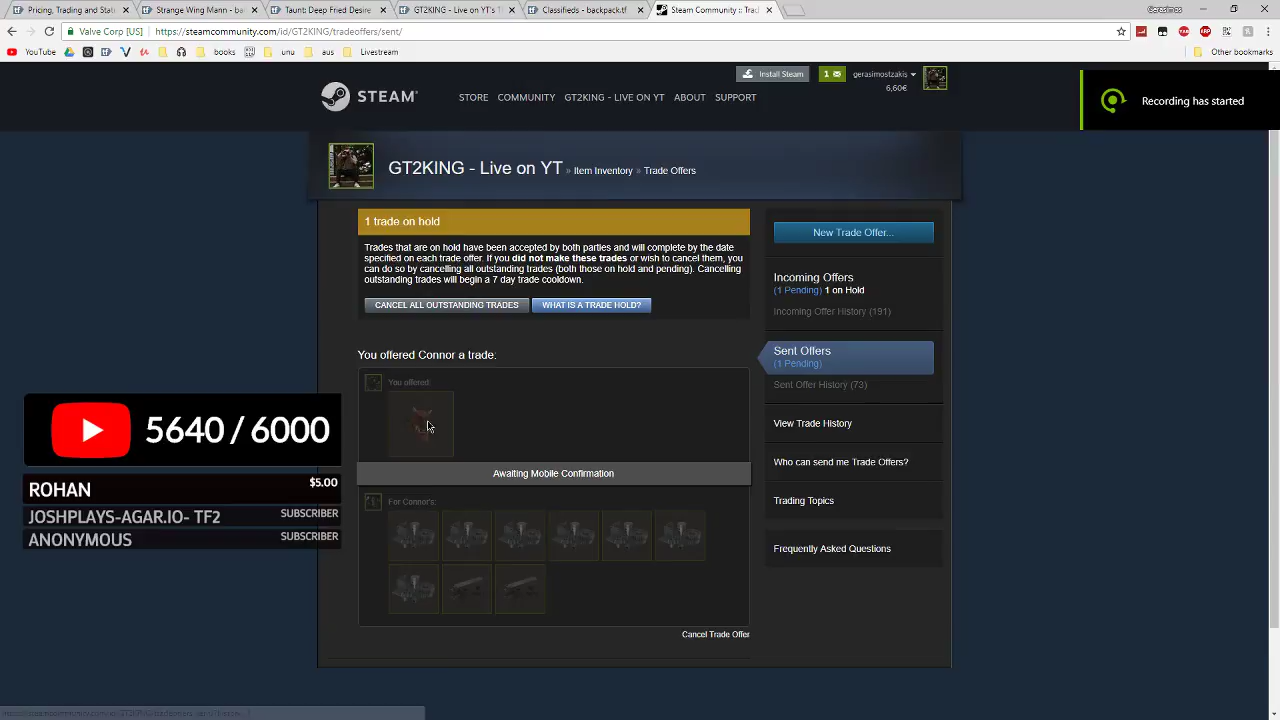 Pricing, Trading and Stati
Strange Wing Mann - ba
Taunt: Deep Fried Desire
GT2KING - Live on YT's T
Classifieds - backpack.tf
Steam Community :: Trad
Gerasimos
Valve Corp [US]
https://steamcommunity.com/id/GT2KING/tradeoffers/sent/
YouTube
books
unu
aus
Livestream
Other bookmarks
Install Steam
1
gerasimostzakis
6,60€
STEAM
STORE
COMMUNITY
GT2KING - LIVE ON YT
ABOUT
SUPPORT
Recording has started
GT2KING - Live on YT » Item Inventory » Trade Offers
1 trade on hold
Trades that are on hold have been accepted by both parties and will complete by the date
specified on each trade offer. If you did not make these trades or wish to cancel them, you
can do so by cancelling all outstanding trades (both those on hold and pending). Cancelling
outstanding trades will begin a 7 day trade cooldown.
CANCEL ALL OUTSTANDING TRADES
WHAT IS A TRADE HOLD?
You offered Connor a trade:
You offered:
Awaiting Mobile Confirmation
For Connor's:
Cancel Trade Offer
New Trade Offer...
Incoming Offers
(1 Pending) 1 on Hold
Incoming Offer History (191)
Sent Offers
(1 Pending)
Sent Offer History (73)
View Trade History
Who can send me Trade Offers?
Trading Topics
Frequently Asked Questions
5640 / 6000
ROHAN $5.00
JOSHPLAYS-AGAR.IO- TF2 SUBSCRIBER
ANONYMOUS SUBSCRIBER